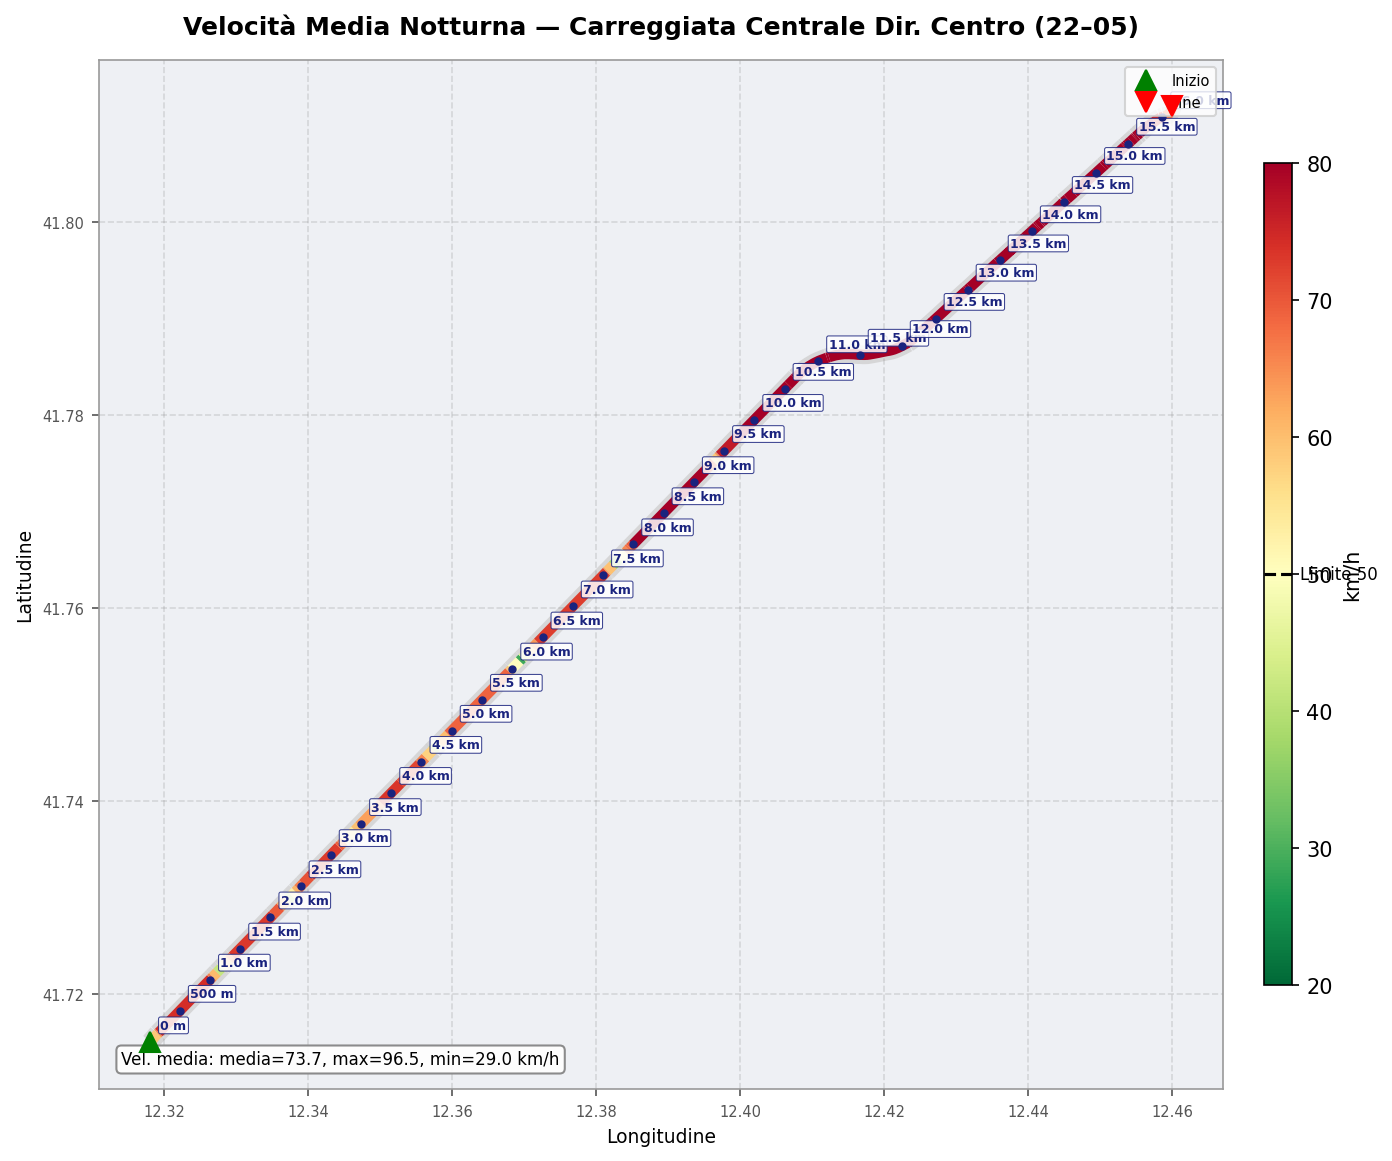 Velocità Media Notturna — Carreggiata Centrale Dir. Centro (22–05)
Inizio
km
15.5 km
15.0 km
14.5 km
14.0 km
13.5 km
13.0 km
12.5 km
12.0 km
11.5 km
11.0 km
10.5 km
10.0 km
9.5 km
9.0 km
8.5 km
8.0 km
7.5 km
7.0 km
6.5 km
6.0 km
5.5 km
5.0 km
4.5 km
4.0 km
3.5 km
3.0 km
2.5 km
2.0 km
1.5 km
1.0 km
500 m
0 m
Vel. media: media=73.7, max=96.5, min=29.0 km/h
41.80
41.78
41.76
41.74
41.72
Latitudine
12.32
12.34
12.36
12.38
12.40
12.42
12.44
12.46
Longitudine
80
70
60
50
Limite 50
40
30
20
km/h